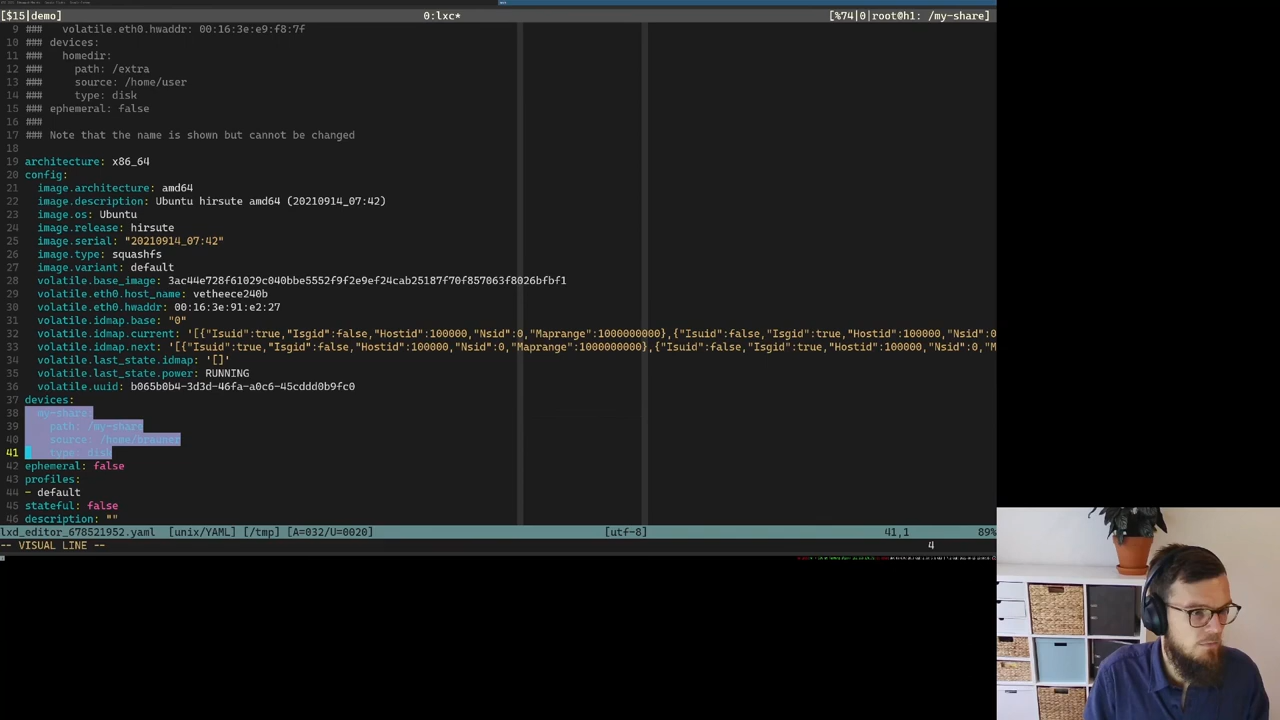 [$15|demo] 0:lxc* [%74|0|root@h1: /my-share]
9 ###   volatile.eth0.hwaddr: 00:16:3e:e9:f8:7f
10 ### devices:
11 ###   homedir:
12 ###     path: /extra
13 ###     source: /home/user
14 ###     type: disk
15 ### ephemeral: false
16 ###
17 ### Note that the name is shown but cannot be changed
18
19 architecture: x86_64
20 config:
21   image.architecture: amd64
22   image.description: Ubuntu hirsute amd64 (20210914_07:42)
23   image.os: Ubuntu
24   image.release: hirsute
25   image.serial: "20210914_07:42"
26   image.type: squashfs
27   image.variant: default
28   volatile.base_image: 3ac44e728f61029c040bbe5552f9f2e9ef24cab25187f70f857063f8026bfbf1
29   volatile.eth0.host_name: vetheece240b
30   volatile.eth0.hwaddr: 00:16:3e:91:e2:27
31   volatile.idmap.base: "0"
32   volatile.idmap.current: '[{"Isuid":true,"Isgid":false,"Hostid":100000,"Nsid":0,"Maprange":1000000000},{"Isuid":false,"Isgid":true,"Hostid":100000,"Nsid":0
33   volatile.idmap.next: '[{"Isuid":true,"Isgid":false,"Hostid":100000,"Nsid":0,"Maprange":1000000000},{"Isuid":false,"Isgid":true,"Hostid":100000,"Nsid":0,"M
34   volatile.last_state.idmap: '[]'
35   volatile.last_state.power: RUNNING
36   volatile.uuid: b065b0b4-3d3d-46fa-a0c6-45cddd0b9fc0
37 devices:
38   my-share:
39     path: /my-share
40     source: /home/brauner
41     type: disk
42 ephemeral: false
43 profiles:
44 - default
45 stateful: false
46 description: ""
lxd_editor_678521952.yaml [unix/YAML] [/tmp] [A=032/U=0020] [utf-8] 41,1 89%
-- VISUAL LINE -- 4